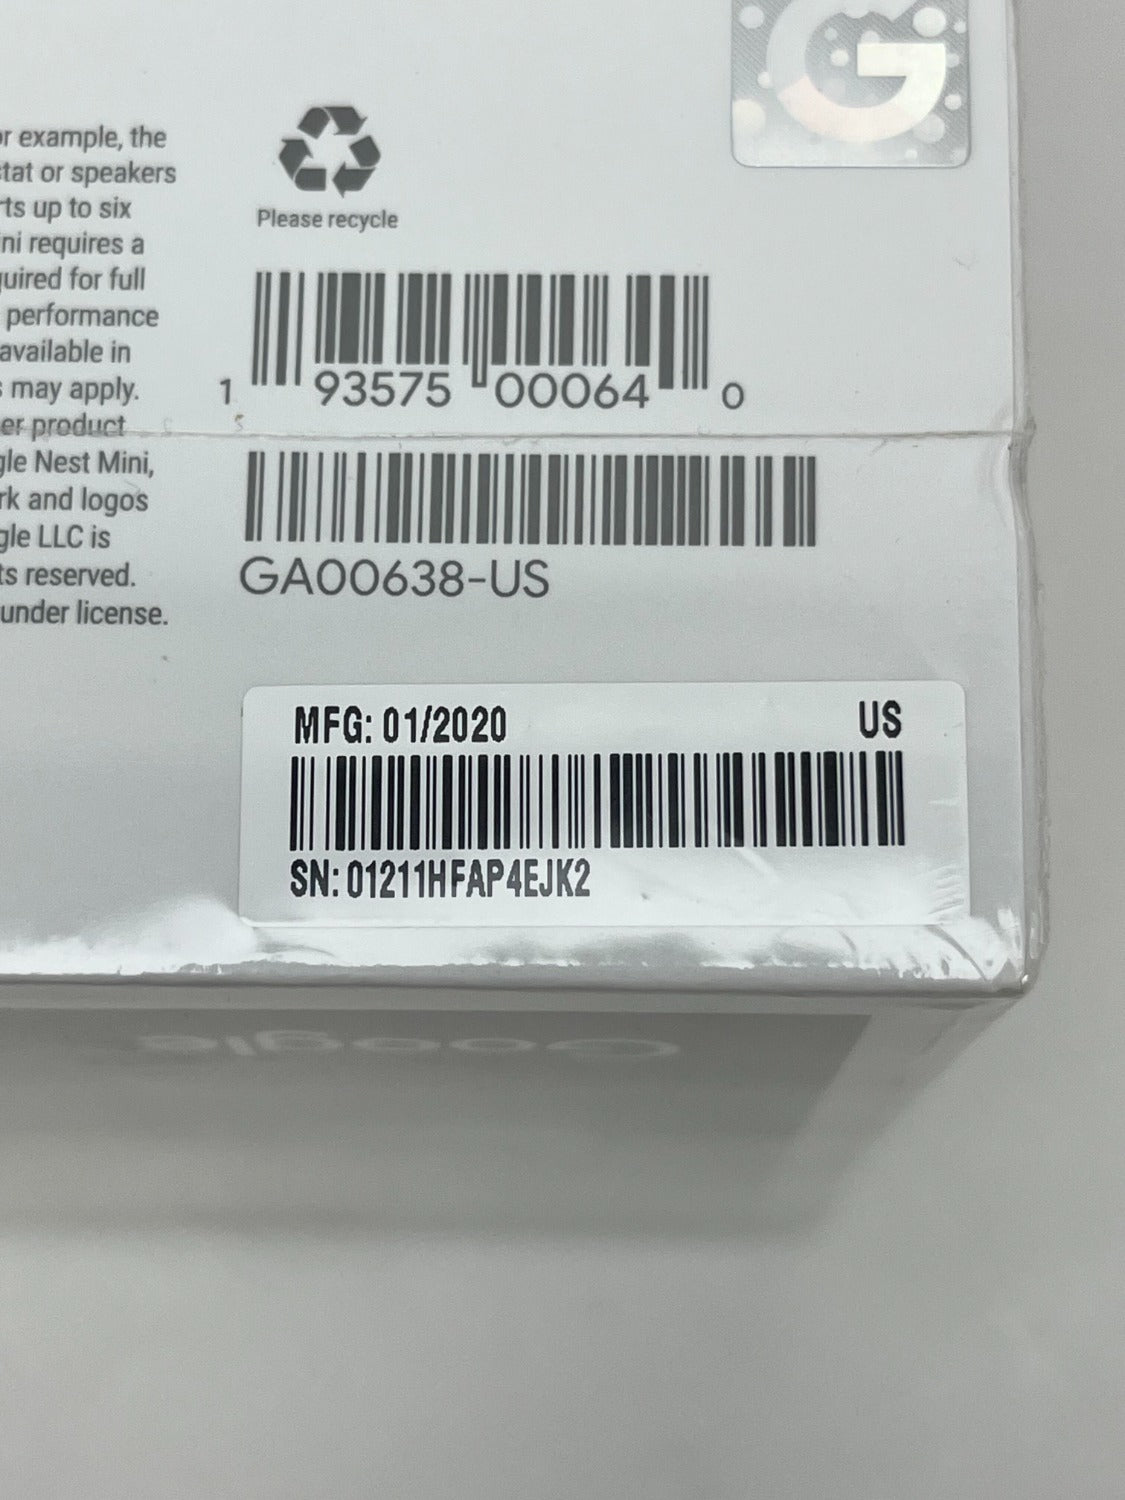 G
or example, the
stat or speakers
rts up to six
ni requires a
quired for full
performance
available in
s may apply.
er product
gle Nest Mini,
rk and logos
gle LLC is
ts reserved.
under license.
Please recycle
1 93575 00064 0
GA00638-US
MFG: 01/2020 US
SN: 01211HFAP4EJK2
Google